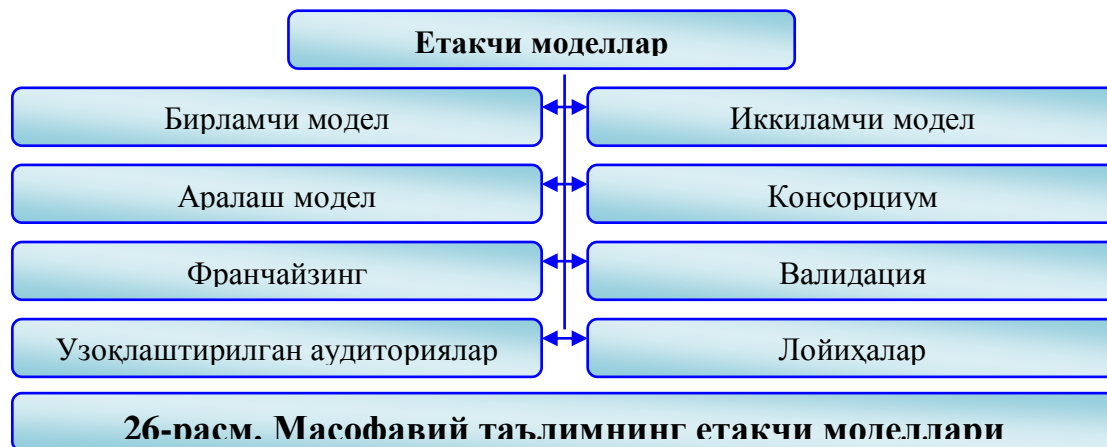 Етакчи моделлар
Бирламчи модел
Иккиламчи модел
Аралаш модел
Консорциум
Франчайзинг
Валидация
Узоқлаштирилган аудиториялар
Лойиҳалар
26-расм. Масофавий таълимнинг етакчи моделлари